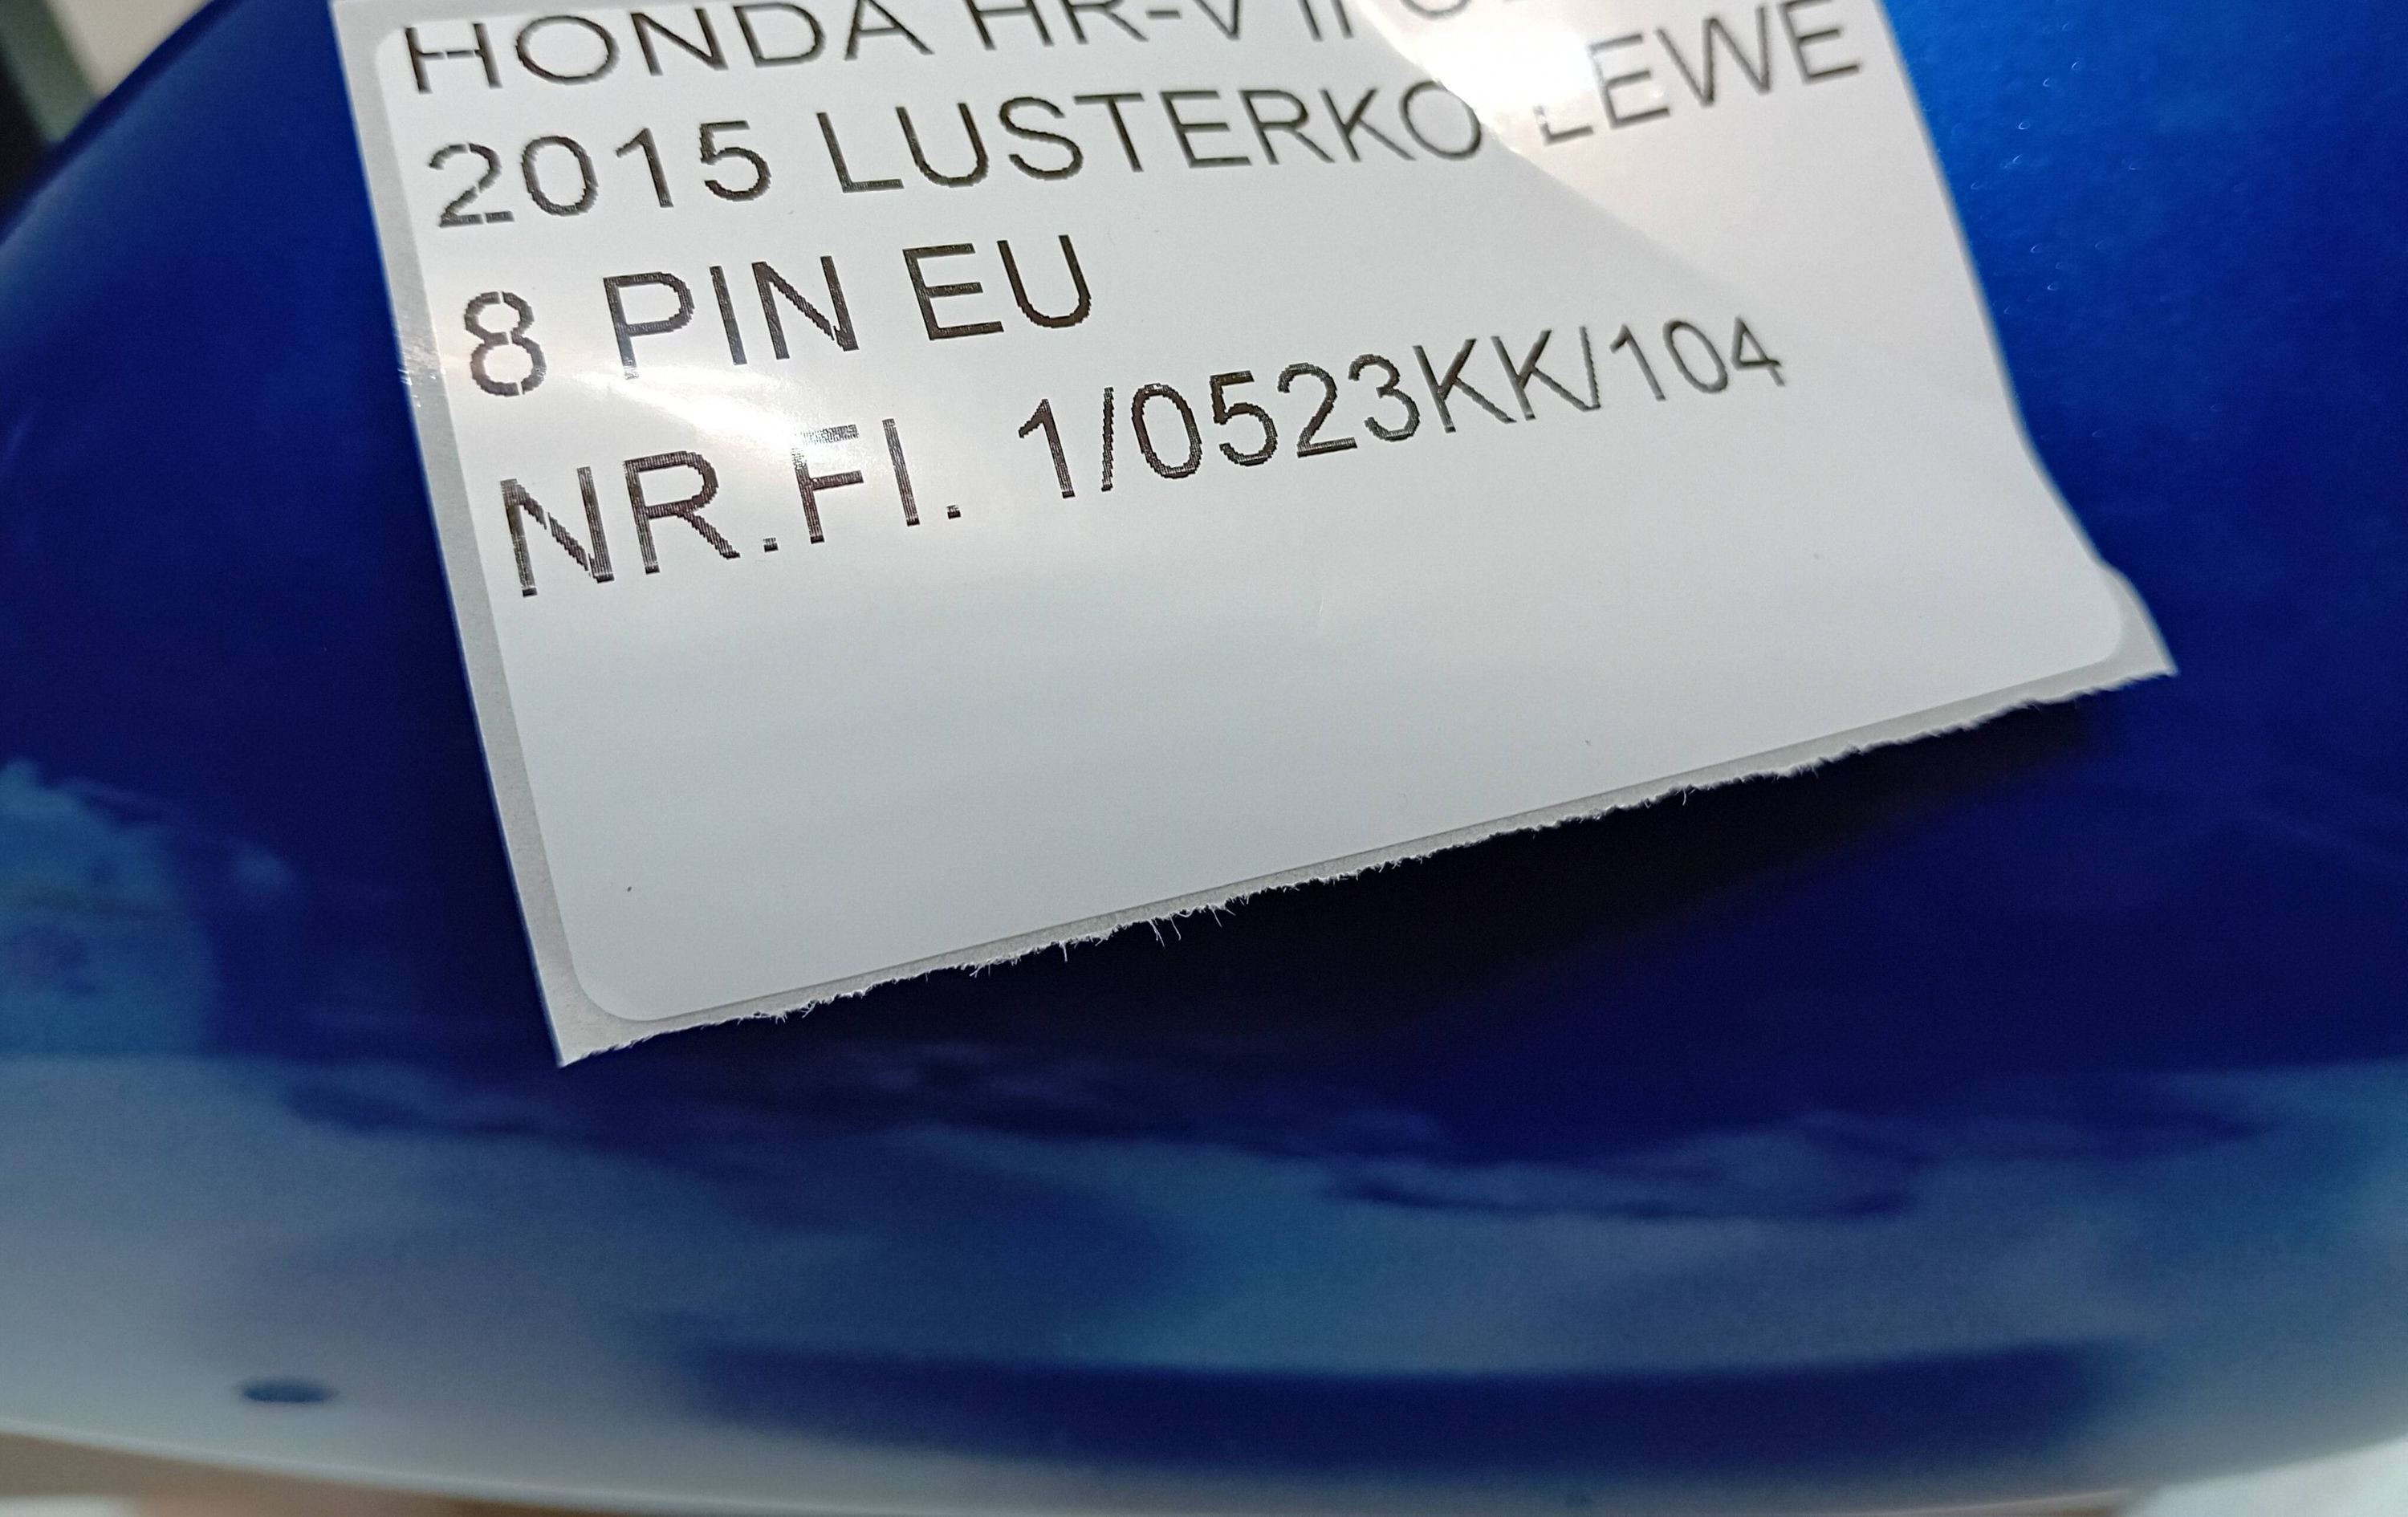 HONDA HR-V II
2015 LUSTERKO LEWE
8 PIN EU
NR.FI. 1/0523KK/104